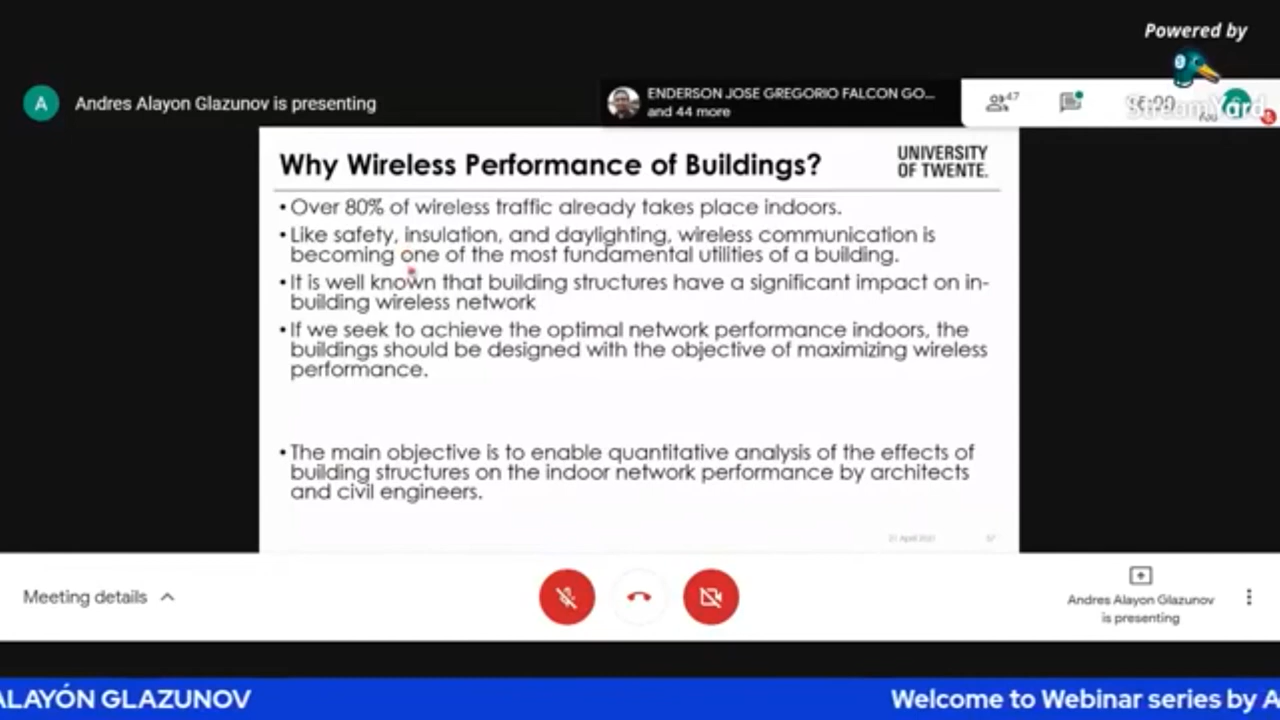 Powered by
StreamYard
A
Andres Alayon Glazunov is presenting
ENDERSON JOSE GREGORIO FALCON GO...
and 44 more
47
Why Wireless Performance of Buildings?
UNIVERSITY
OF TWENTE.
• Over 80% of wireless traffic already takes place indoors.
• Like safety, insulation, and daylighting, wireless communication is
becoming one of the most fundamental utilities of a building.
• It is well known that building structures have a significant impact on in-
building wireless network
• If we seek to achieve the optimal network performance indoors, the
buildings should be designed with the objective of maximizing wireless
performance.
• The main objective is to enable quantitative analysis of the effects of
building structures on the indoor network performance by architects
and civil engineers.
Meeting details
Andres Alayon Glazunov
is presenting
ALAYÓN GLAZUNOV
Welcome to Webinar series by A